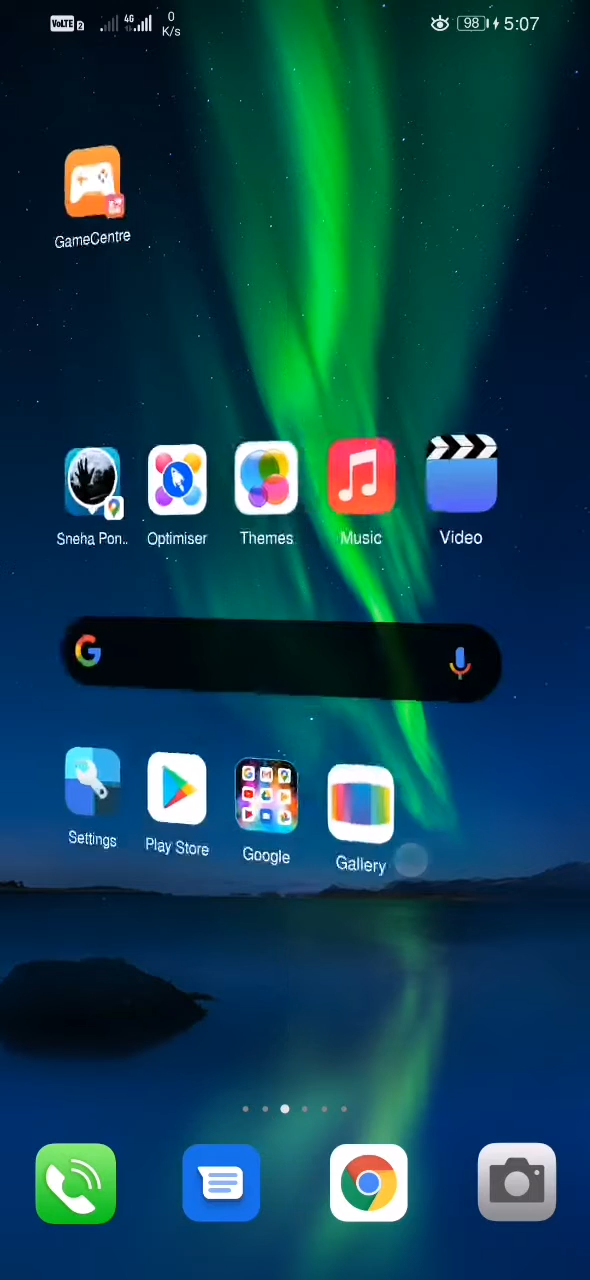 VoLTE 2 4G 0 K/s 98 5:07
GameCentre
Sneha Pon.. Optimiser Themes Music Video
Settings Play Store Google Gallery